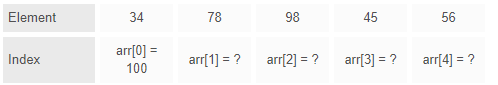 Element 34 78 98 45 56
Index arr[0] = 100 arr[1] = ? arr[2] = ? arr[3] = ? arr[4] = ?